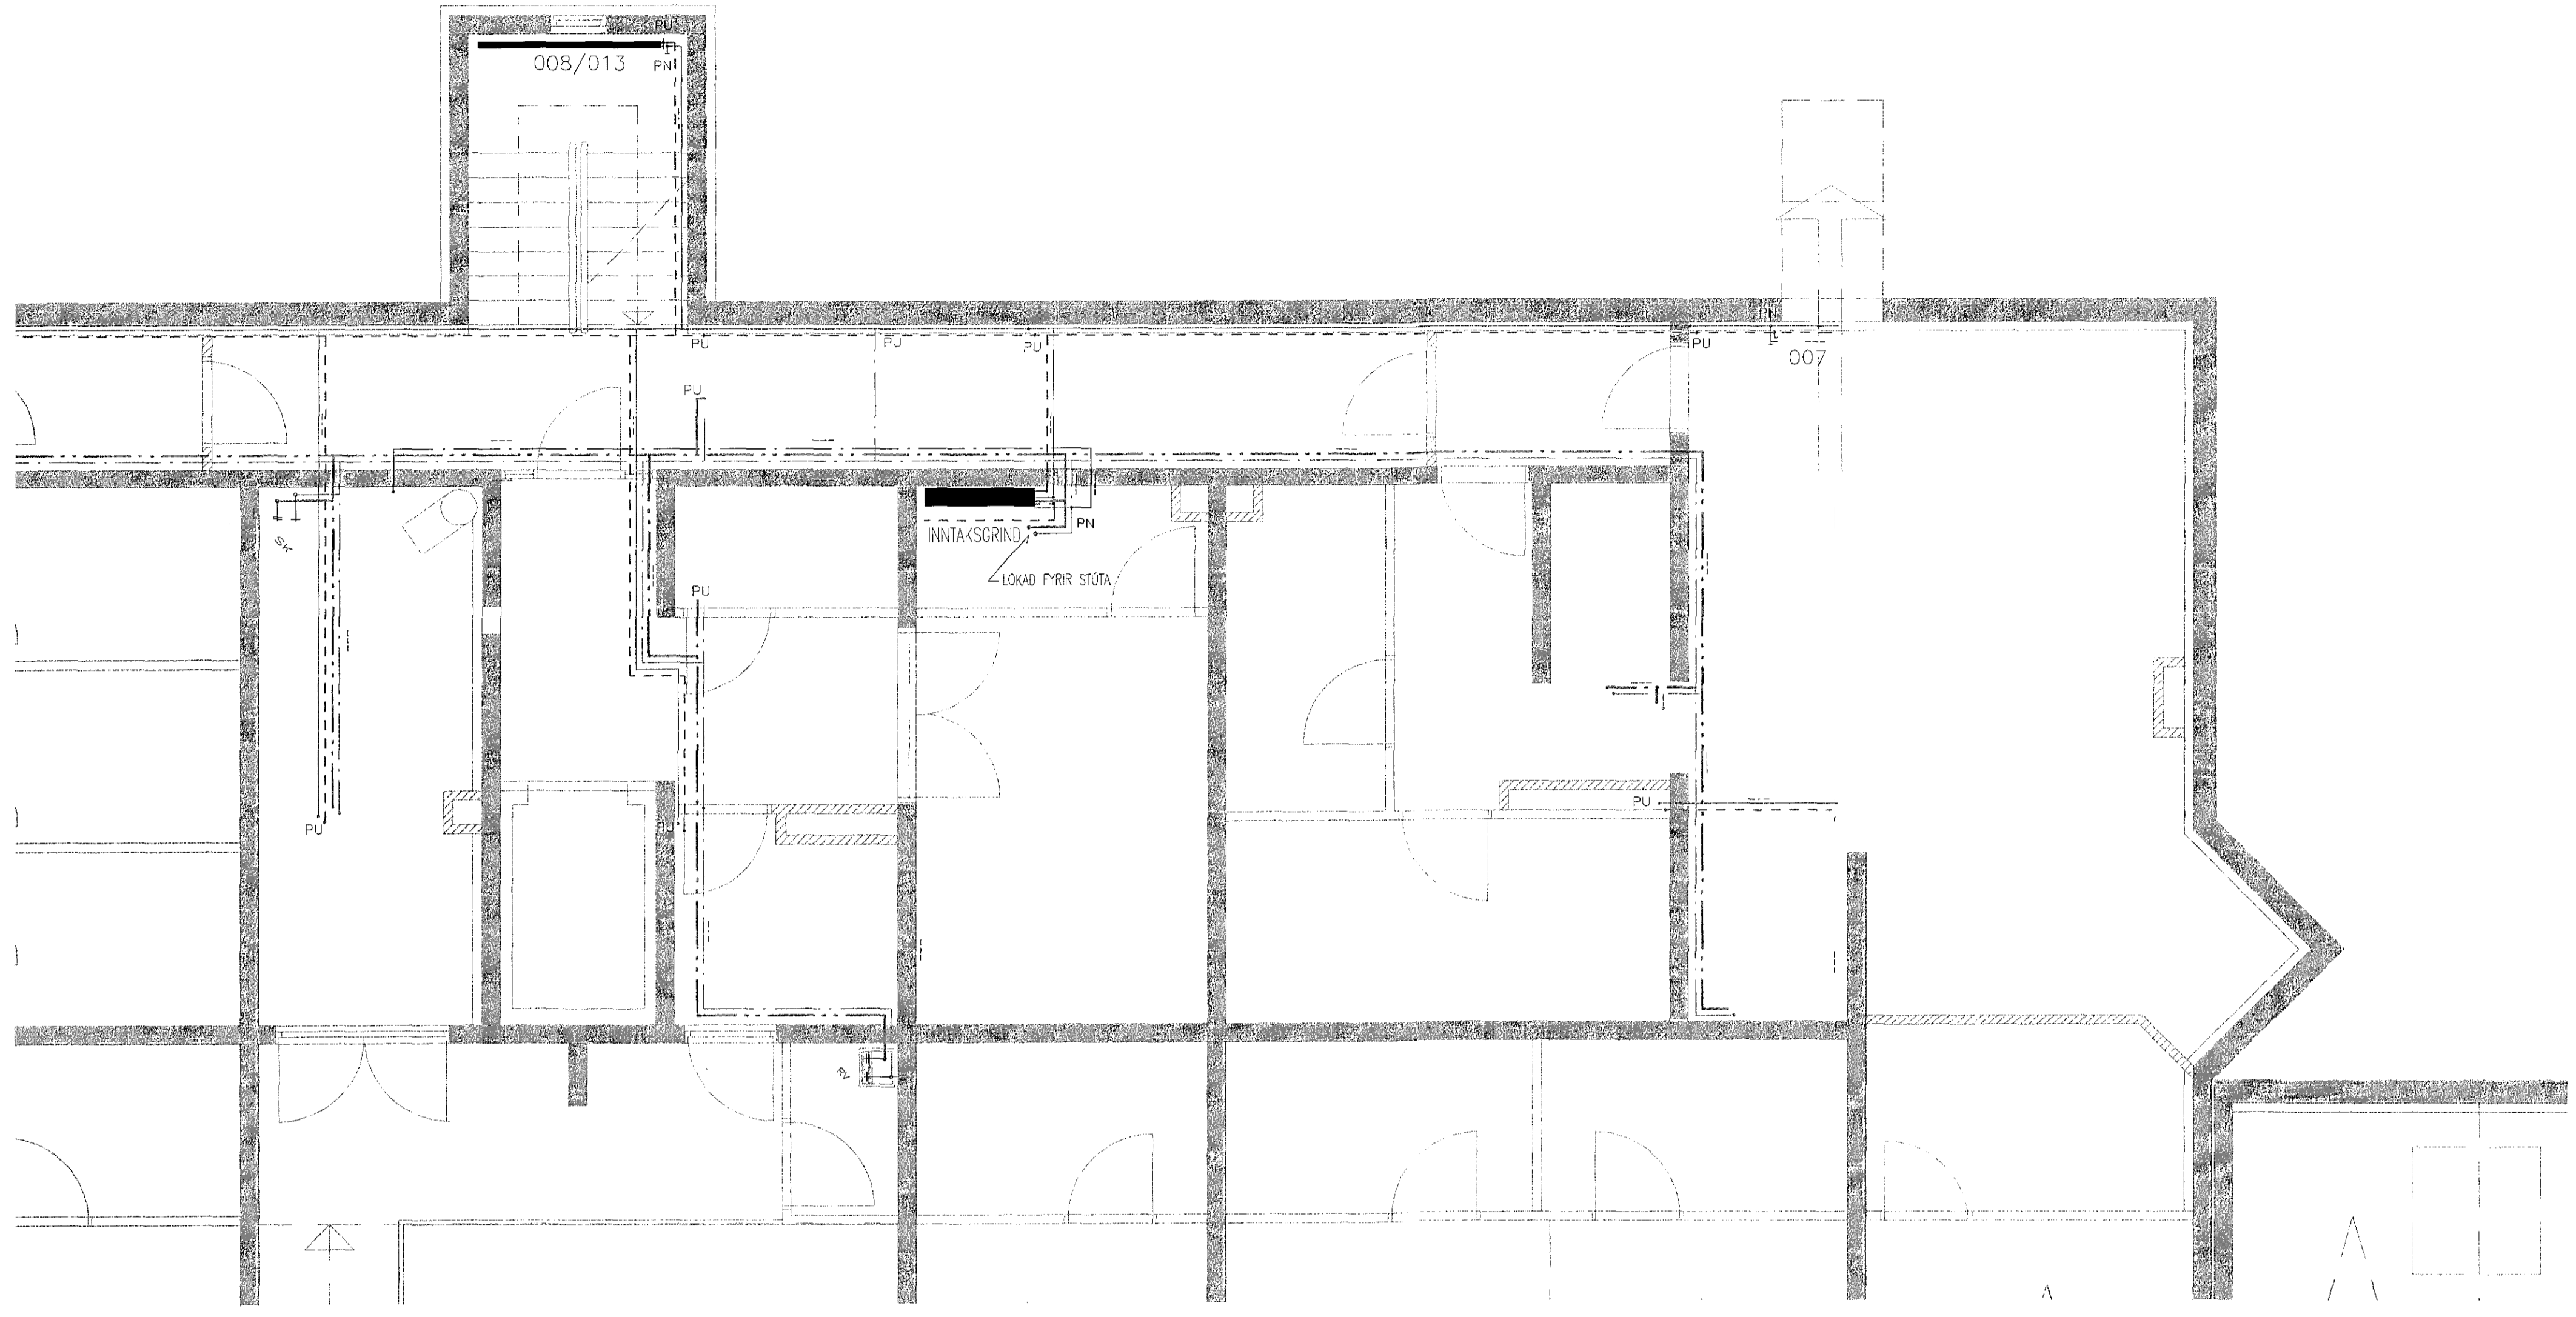 PU
008/013
PN
PN
PU
PU
PU
PU
007
PU
PN
INNTAKSGRIND
SK
LOKAD FYRIR STÚTA
PU
PU
PU
PU
RV